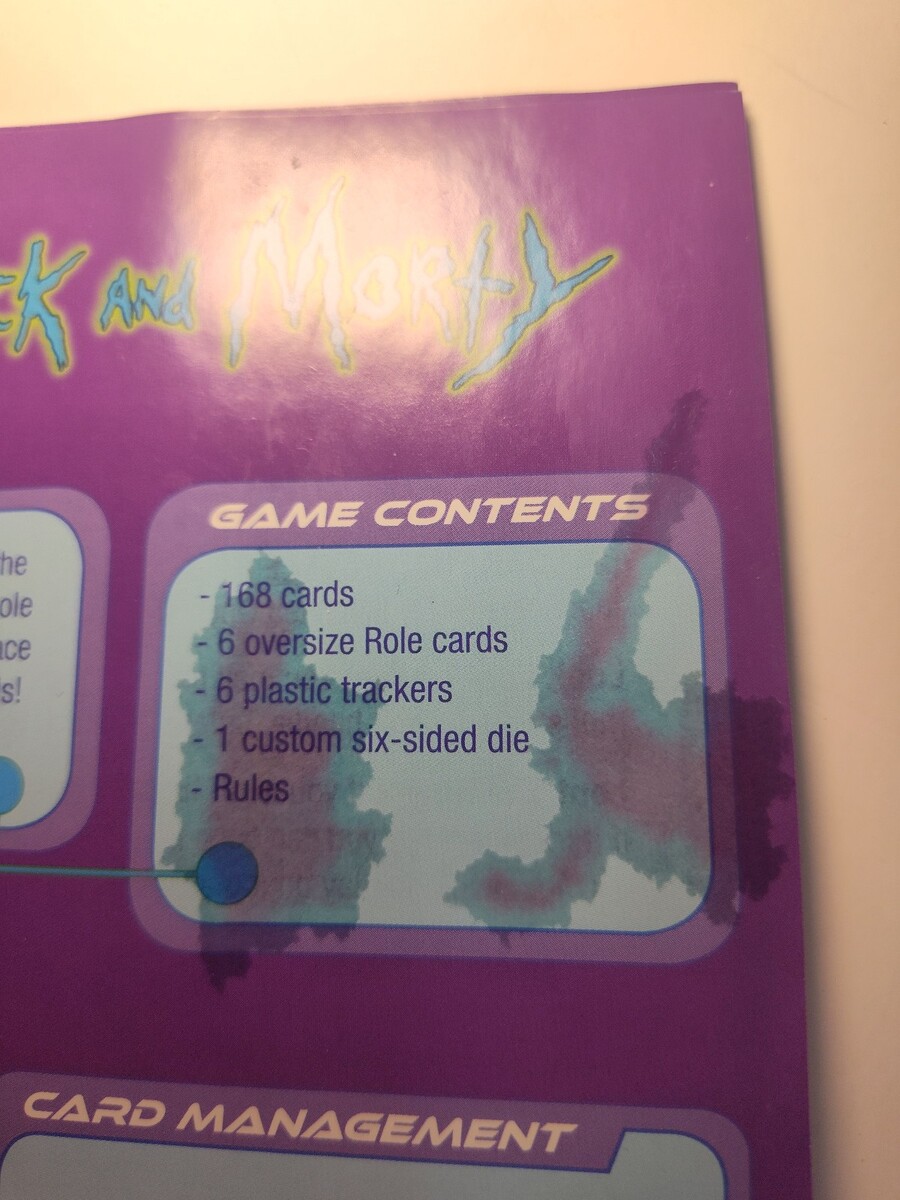 and Morty
GAME CONTENTS
- 168 cards
- 6 oversize Role cards
- 6 plastic trackers
- 1 custom six-sided die
- Rules
CARD MANAGEMENT